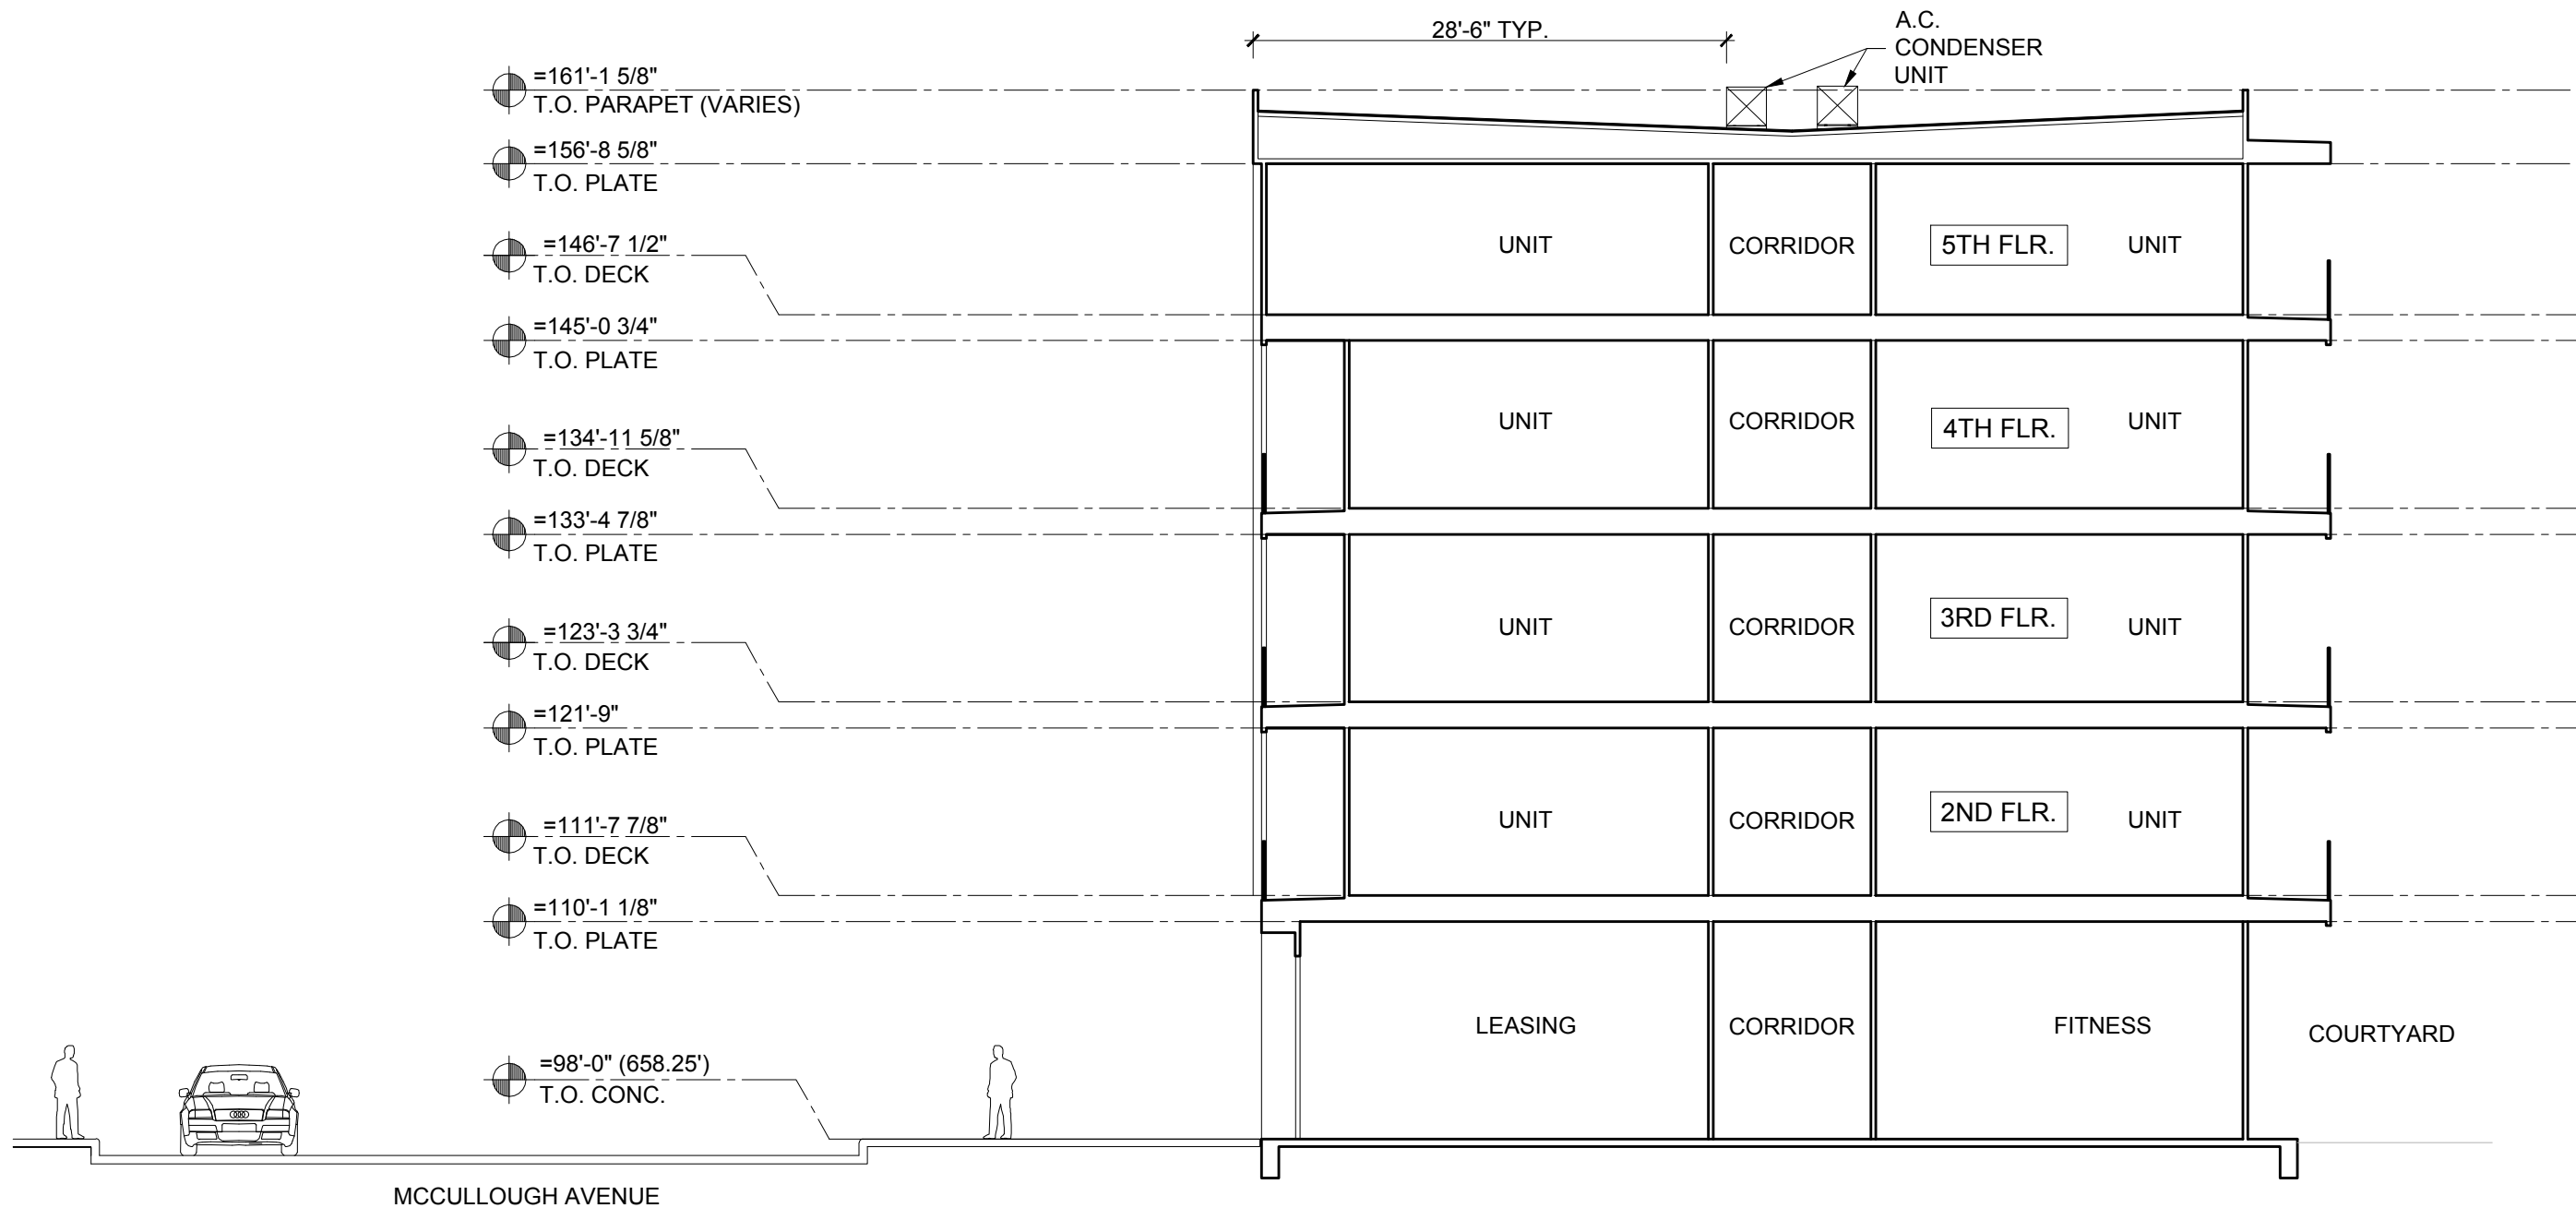 28'-6" TYP.
A.C.
CONDENSER
UNIT
=161'-1 5/8"
T.O. PARAPET (VARIES)
=156'-8 5/8"
T.O. PLATE
=146'-7 1/2"
T.O. DECK
UNIT
CORRIDOR
5TH FLR.
UNIT
=145'-0 3/4"
T.O. PLATE
=134'-11 5/8"
T.O. DECK
UNIT
CORRIDOR
4TH FLR.
UNIT
=133'-4 7/8"
T.O. PLATE
=123'-3 3/4"
T.O. DECK
UNIT
CORRIDOR
3RD FLR.
UNIT
=121'-9"
T.O. PLATE
=111'-7 7/8"
T.O. DECK
UNIT
CORRIDOR
2ND FLR.
UNIT
=110'-1 1/8"
T.O. PLATE
LEASING
CORRIDOR
FITNESS
COURTYARD
=98'-0" (658.25')
T.O. CONC.
MCCULLOUGH AVENUE